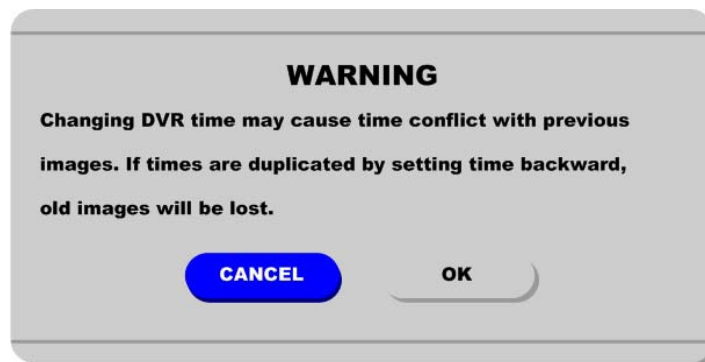 WARNING
Changing DVR time may cause time conflict with previous
images. If times are duplicated by setting time backward,
old images will be lost.
CANCEL OK